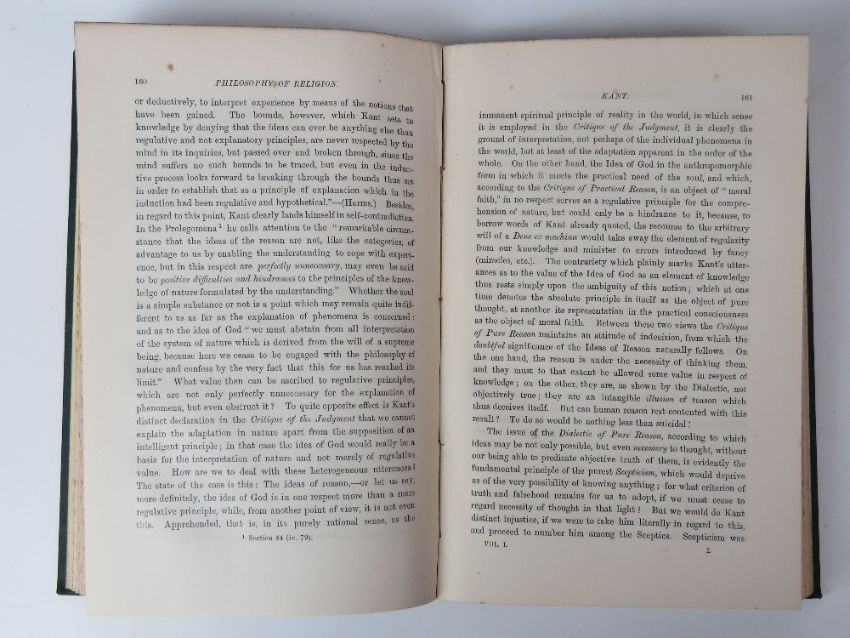 160
PHILOSOPHY OF RELIGION.
or deductively, to interpret experience by means of the notions that
have been gained. The bounds, however, which Kant sets to
knowledge by denying that the ideas can ever be anything else than
regulative and not explanatory principles, are never respected by the
mind in its inquiries, but passed over and broken through, since the
mind suffers no such bounds to be traced, but even in the induc-
tive process looks forward to breaking through the bounds thus set
in order to establish that as a principle of explanation which in the
induction had been regulative and hypothetical."—(Harms.) Besides,
in regard to this point, Kant clearly lands himself in self-contradiction.
In the Prolegomena¹ he calls attention to the "remarkable circum-
stance that the ideas of the reason are not, like the categories, of
advantage to us by enabling the understanding to cope with experi-
ence, but in this respect are perfectly unnecessary, may even be said
to be positive difficulties and hindrances to the principles of the know-
ledge of nature formulated by the understanding." Whether the soul
is a simple substance or not is a point which may remain quite indif-
ferent to us as far as the explanation of phenomena is concerned;
and as to the idea of God "we must abstain from all interpretation
of the system of nature which is derived from the will of a supreme
being, because here we cease to be engaged with the philosophy of
nature and confess by the very fact that this for us has reached its
limit." What value then can be ascribed to regulative principles,
which are not only perfectly unnecessary for the explanation of
phenomena, but even obstruct it? To quite opposite effect is Kant's
distinct declaration in the Critique of the Judgment that we cannot
explain the adaptation in nature apart from the supposition of an
intelligent principle; in that case the idea of God would really be a
basis for the interpretation of nature and not merely of regulative
value. How are we to deal with these heterogeneous utterances?
The state of the case is this: The ideas of reason,—or let us say,
more definitely, the idea of God is in one respect more than a mere
regulative principle, while, from another point of view, it is not even
this. Apprehended, that is, in its purely rational sense, as the
¹ Section 44 (iv. 79).
KANT.
161
immanent spiritual principle of reality in the world, in which sense
it is employed in the Critique of the Judgment, it is clearly the
ground of interpretation, not perhaps of the individual phenomena in
the world, but at least of the adaptation apparent in the order of the
whole. On the other hand, the Idea of God in the anthropomorphic
form in which it meets the practical need of the soul, and which,
according to the Critique of Practical Reason, is an object of "moral
faith," in no respect serves as a regulative principle for the compre-
hension of nature, but could only be a hindrance to it, because, to
borrow words of Kant already quoted, the recourse to the arbitrary
will of a Deus ex machina would take away the element of regularity
from our knowledge and minister to errors introduced by fancy
(miracles, etc.). The contrariety which plainly marks Kant's utter-
ances as to the value of the Idea of God as an element of knowledge
thus rests simply upon the ambiguity of this notion; which at one
time denotes the absolute principle in itself as the object of pure
thought, at another its representation in the practical consciousness
as the object of moral faith. Between these two views the Critique
of Pure Reason maintains an attitude of indecision, from which the
doubtful significance of the Ideas of Reason naturally follows. On
the one hand, the reason is under the necessity of thinking them,
and they must to that extent be allowed some value in respect of
knowledge; on the other, they are, as shown by the Dialectic, not
objectively true; they are an intangible illusion of reason which
thus deceives itself. But can human reason rest contented with this
result? To do so would be nothing less than suicidal!
The issue of the Dialectic of Pure Reason, according to which
ideas may be not only possible, but even necessary to thought, without
our being able to predicate objective truth of them, is evidently the
fundamental principle of the purest Scepticism, which would deprive
us of the very possibility of knowing anything; for what criterion of
truth and falsehood remains for us to adopt, if we must cease to
regard necessity of thought in that light? But we would do Kant
distinct injustice, if we were to take him literally in regard to this,
and proceed to number him among the Sceptics. Scepticism was
VOL. I.
L